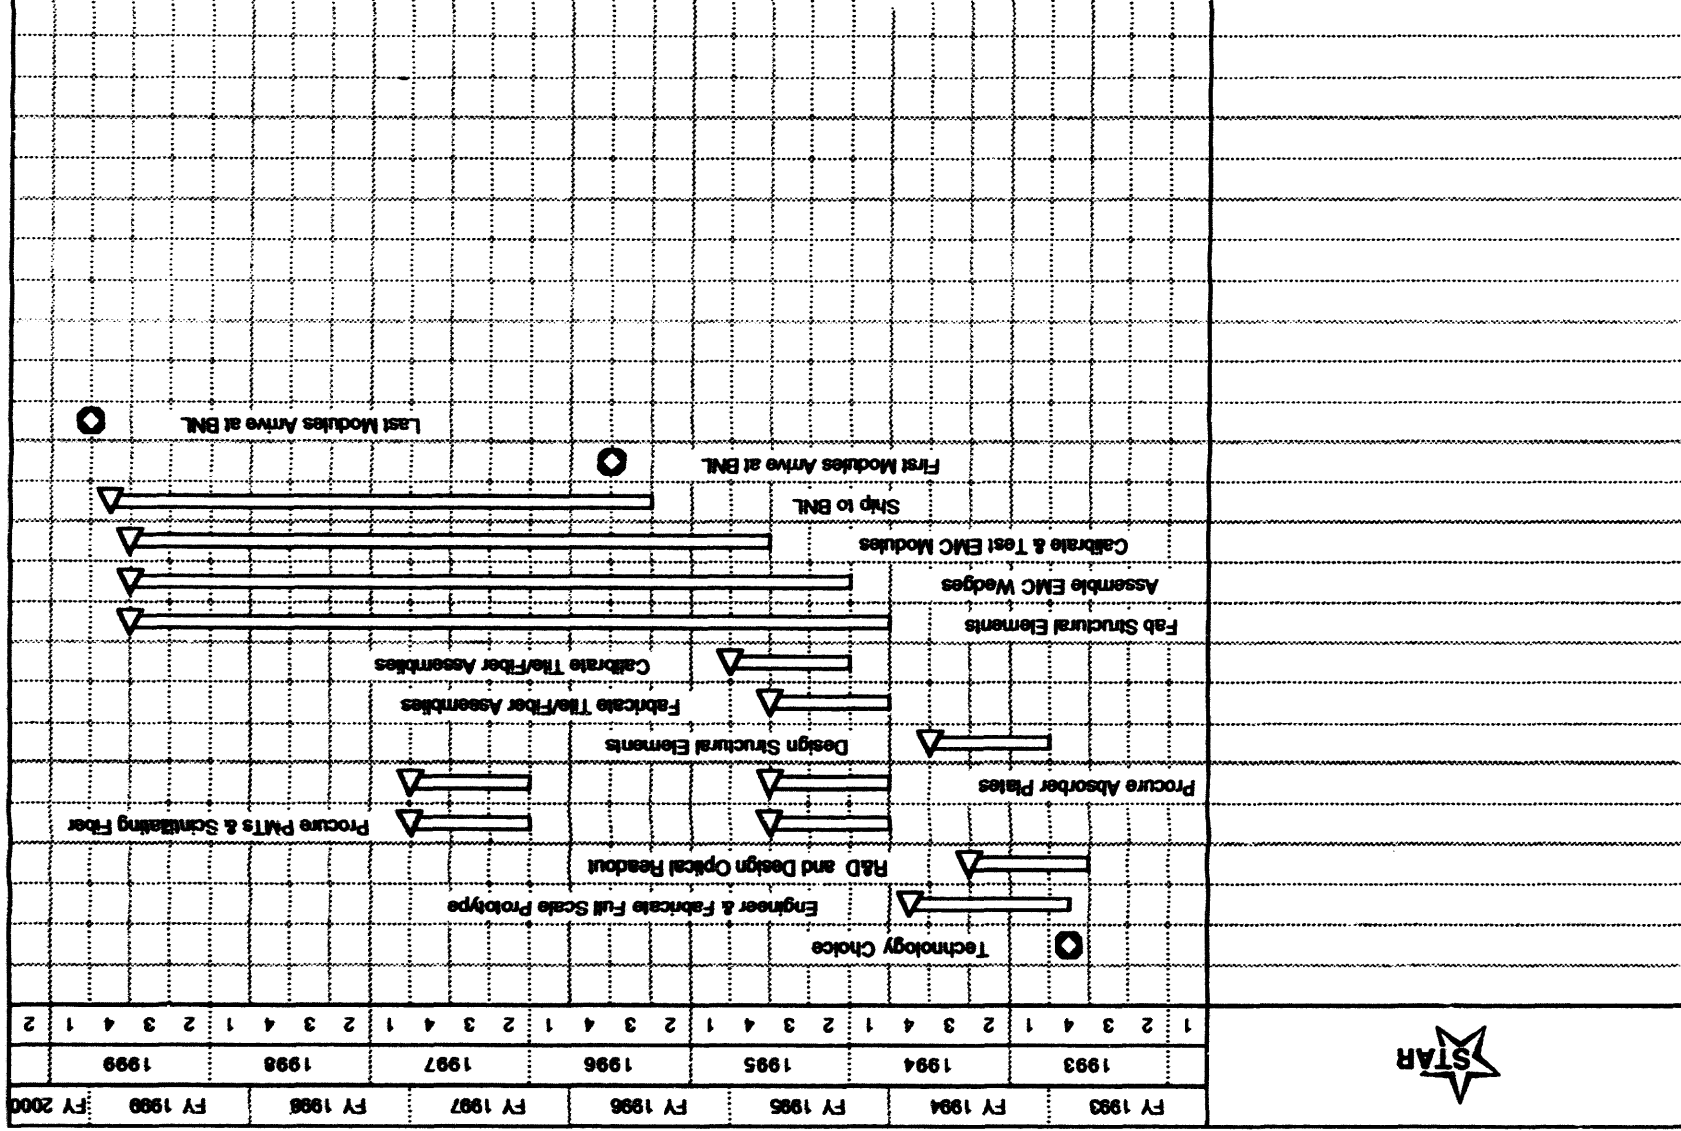 STAR
FY 1993 FY 1994 FY 1995 FY 1996 FY 1997 FY 1998 FY 1999 FY 2000
1993 1994 1995 1996 1997 1998 1999
1 2 3 4 1 2 3 4 1 2 3 4 1 2 3 4 1 2 3 4 1 2 3 4 1 2 3 4 1 2
Technology Choice
Engineer & Fabricate Full Scale Prototype
R&D and Design Optical Readout
Procure PMTs & Scintillating Fiber
Procure Absorber Plates
Design Structural Elements
Fabricate Tile/Fiber Assemblies
Calibrate Tile/Fiber Assemblies
Fab Structural Elements
Assemble EMC Wedges
Calibrate & Test EMC Modules
Ship to BNL
First Modules Arrive at BNL
Last Modules Arrive at BNL